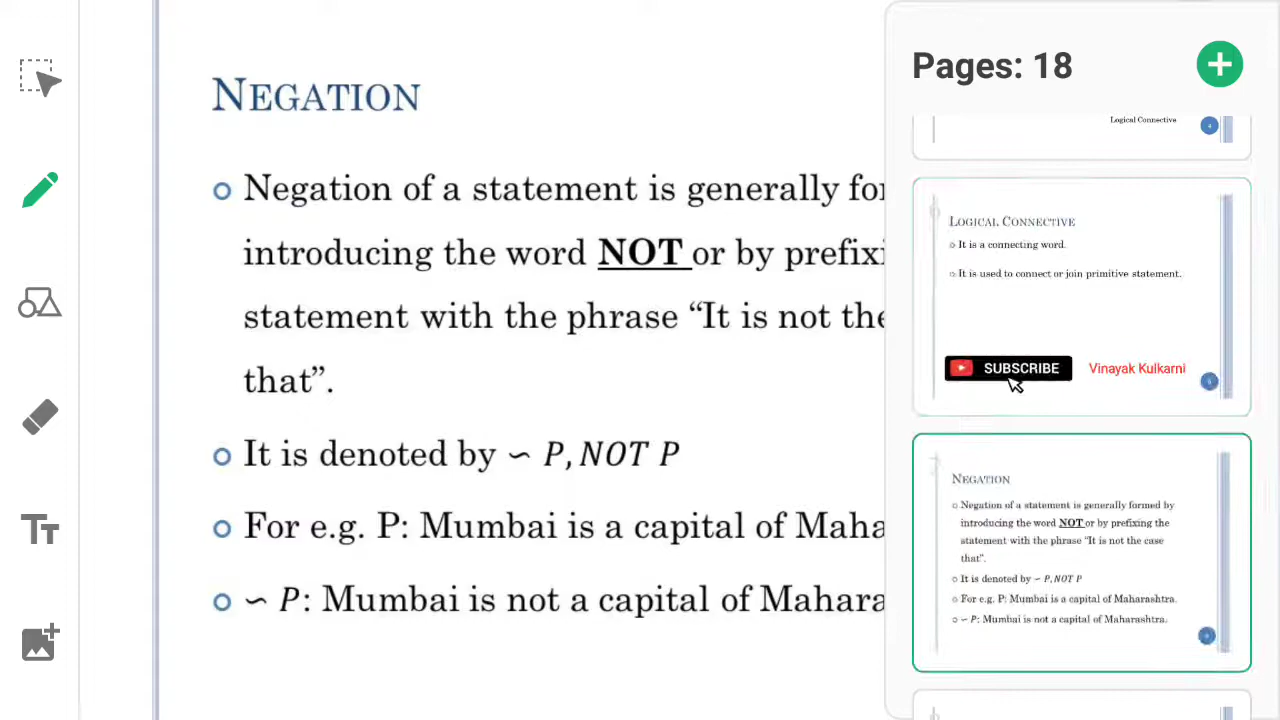 NEGATION
Negation of a statement is generally for
introducing the word NOT or by prefixi
statement with the phrase “It is not the
that”.
It is denoted by ∽ P, NOT P
For e.g. P: Mumbai is a capital of Maha
∽ P: Mumbai is not a capital of Mahara
Pages: 18
Logical Connective
4
LOGICAL CONNECTIVE
It is a connecting word.
It is used to connect or join primitive statement.
SUBSCRIBE Vinayak Kulkarni
NEGATION
Negation of a statement is generally formed by
introducing the word NOT or by prefixing the
statement with the phrase “It is not the case
that”.
It is denoted by ∽ P, NOT P
For e.g. P: Mumbai is a capital of Maharashtra.
∽ P: Mumbai is not a capital of Maharashtra.